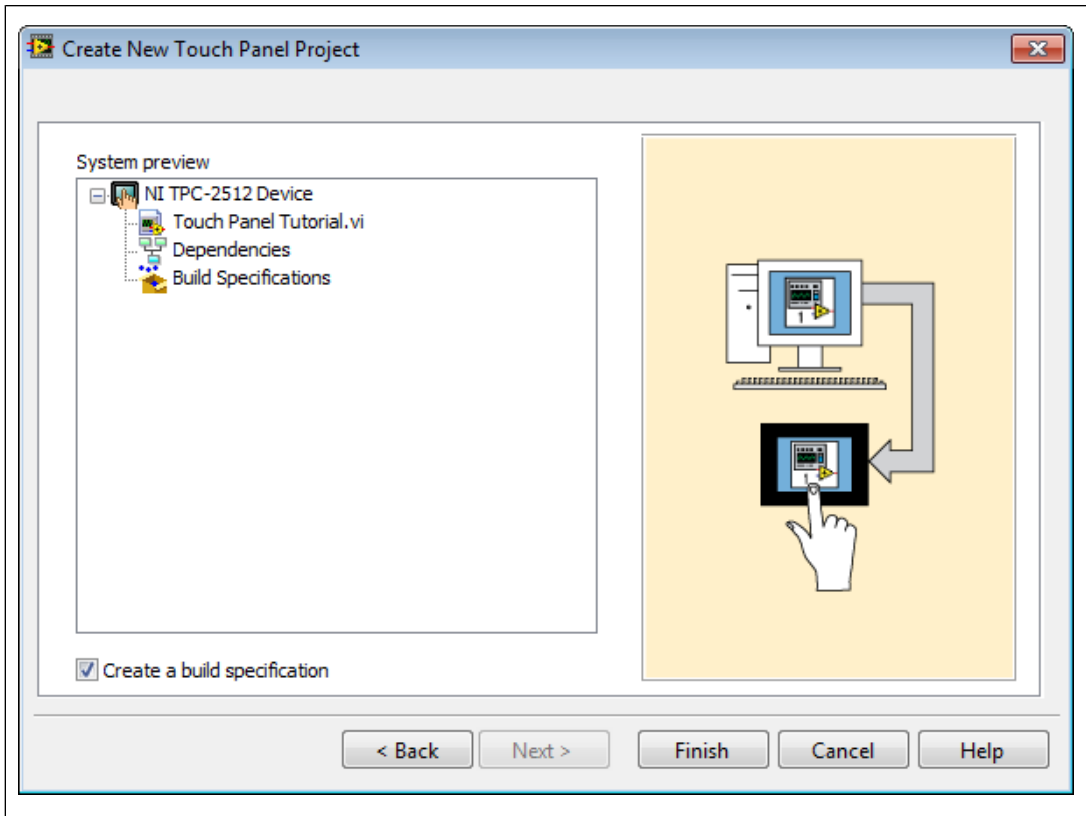 Create New Touch Panel Project
System preview
NI TPC-2512 Device
Touch Panel Tutorial.vi
Dependencies
Build Specifications
1
1
Create a build specification
< Back
Next >
Finish
Cancel
Help